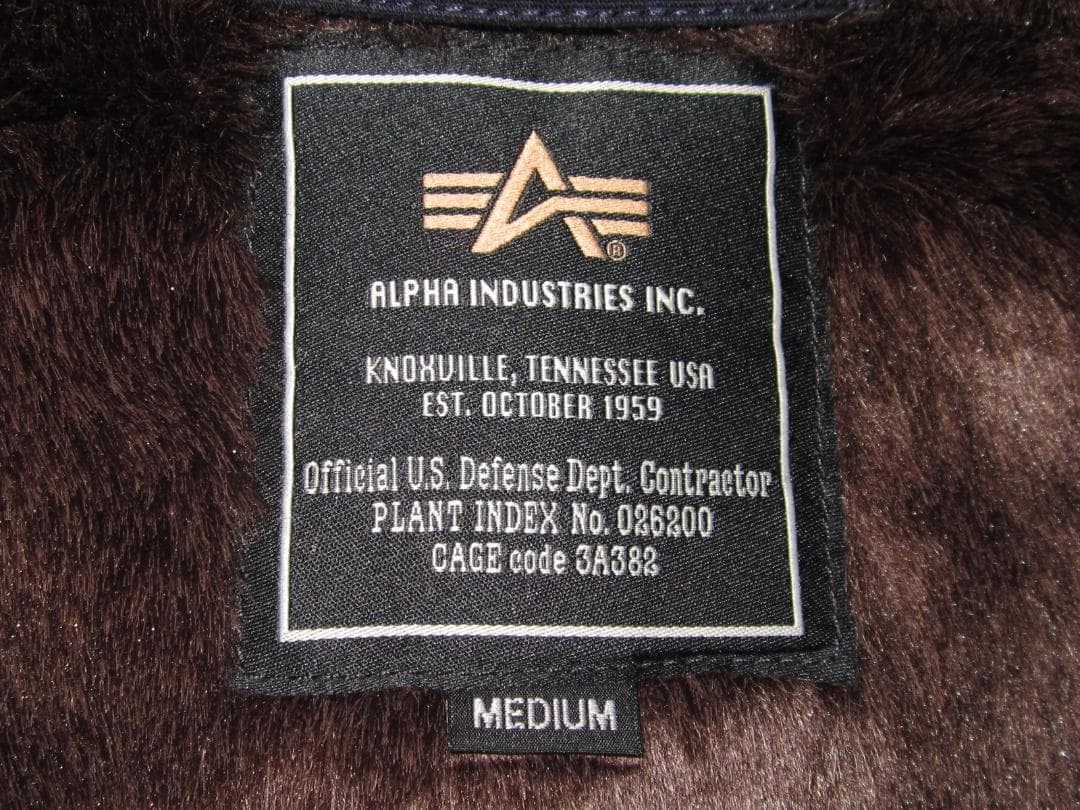 ®
ALPHA INDUSTRIES INC.
KNOXVILLE, TENNESSEE USA
EST. OCTOBER 1959
Official U.S. Defense Dept. Contractor
PLANT INDEX No. 026200
CAGE code 3A382
MEDIUM